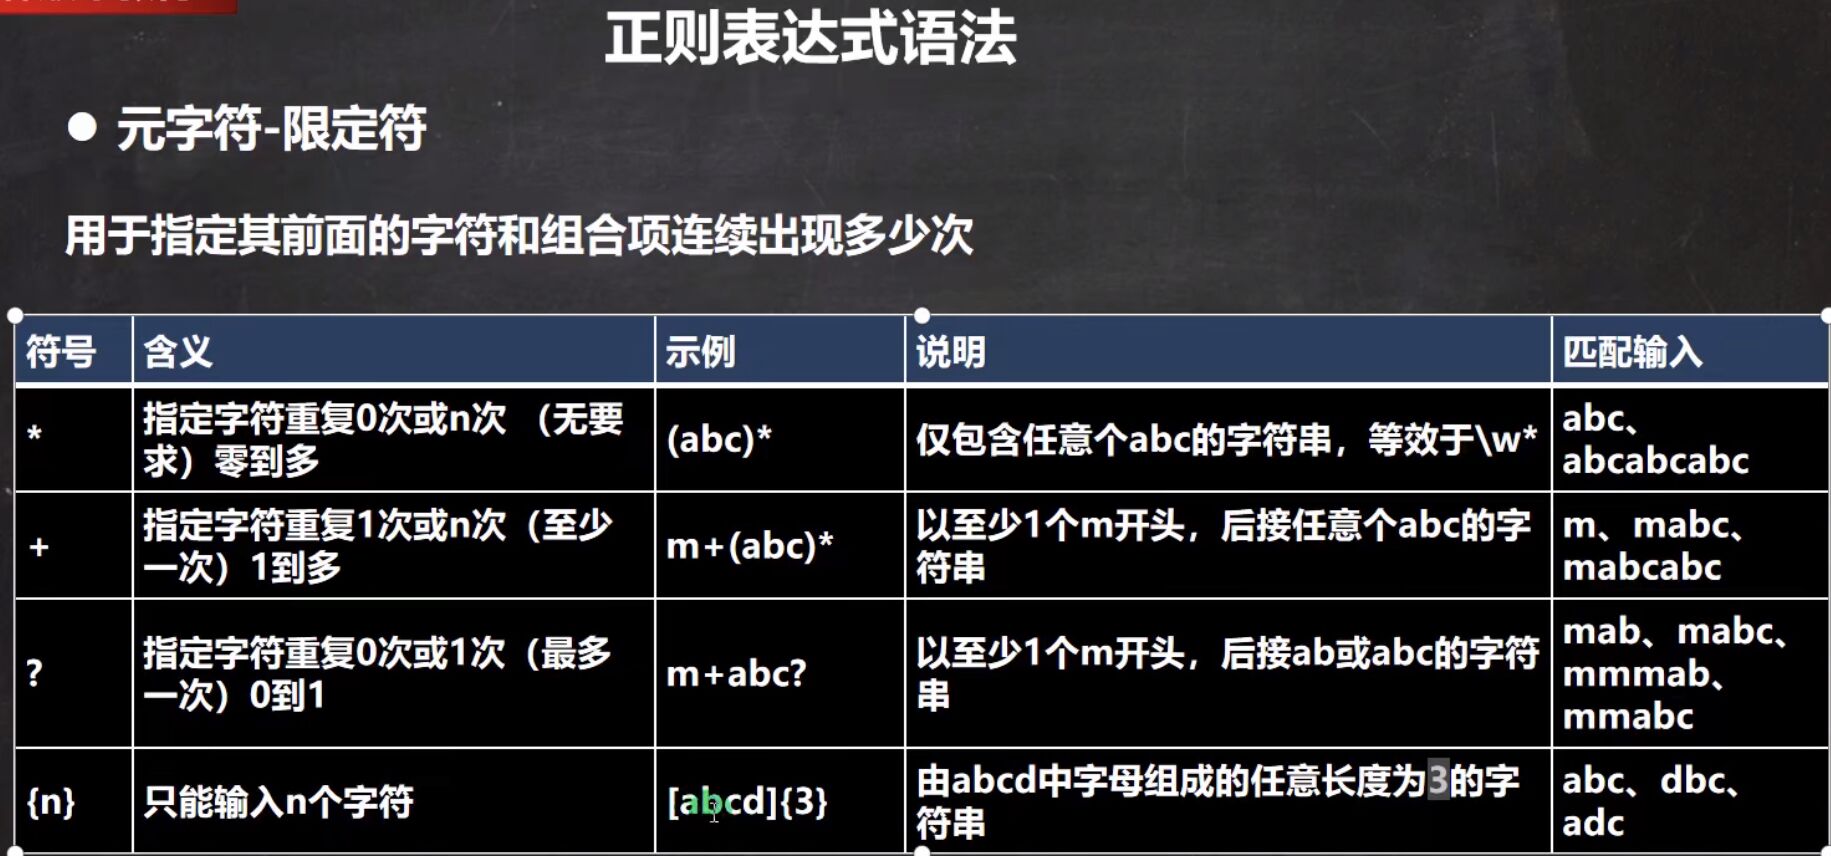 正则表达式语法
元字符-限定符
用于指定其前面的字符和组合项连续出现多少次
符号 含义 示例 说明 匹配输入
*
指定字符重复0次或n次 （无要
求）零到多
(abc)*
仅包含任意个abc的字符串，等效于\w*
abc、
abcabcabc
+
指定字符重复1次或n次（至少
一次）1到多
m+(abc)*
以至少1个m开头，后接任意个abc的字
符串
m、mabc、
mabcabc
?
指定字符重复0次或1次（最多
一次）0到1
m+abc?
以至少1个m开头，后接ab或abc的字符
串
mab、mabc、
mmmab、
mmabc
{n}
只能输入n个字符
[abcd]{3}
由abcd中字母组成的任意长度为3的字
符串
abc、dbc、
adc